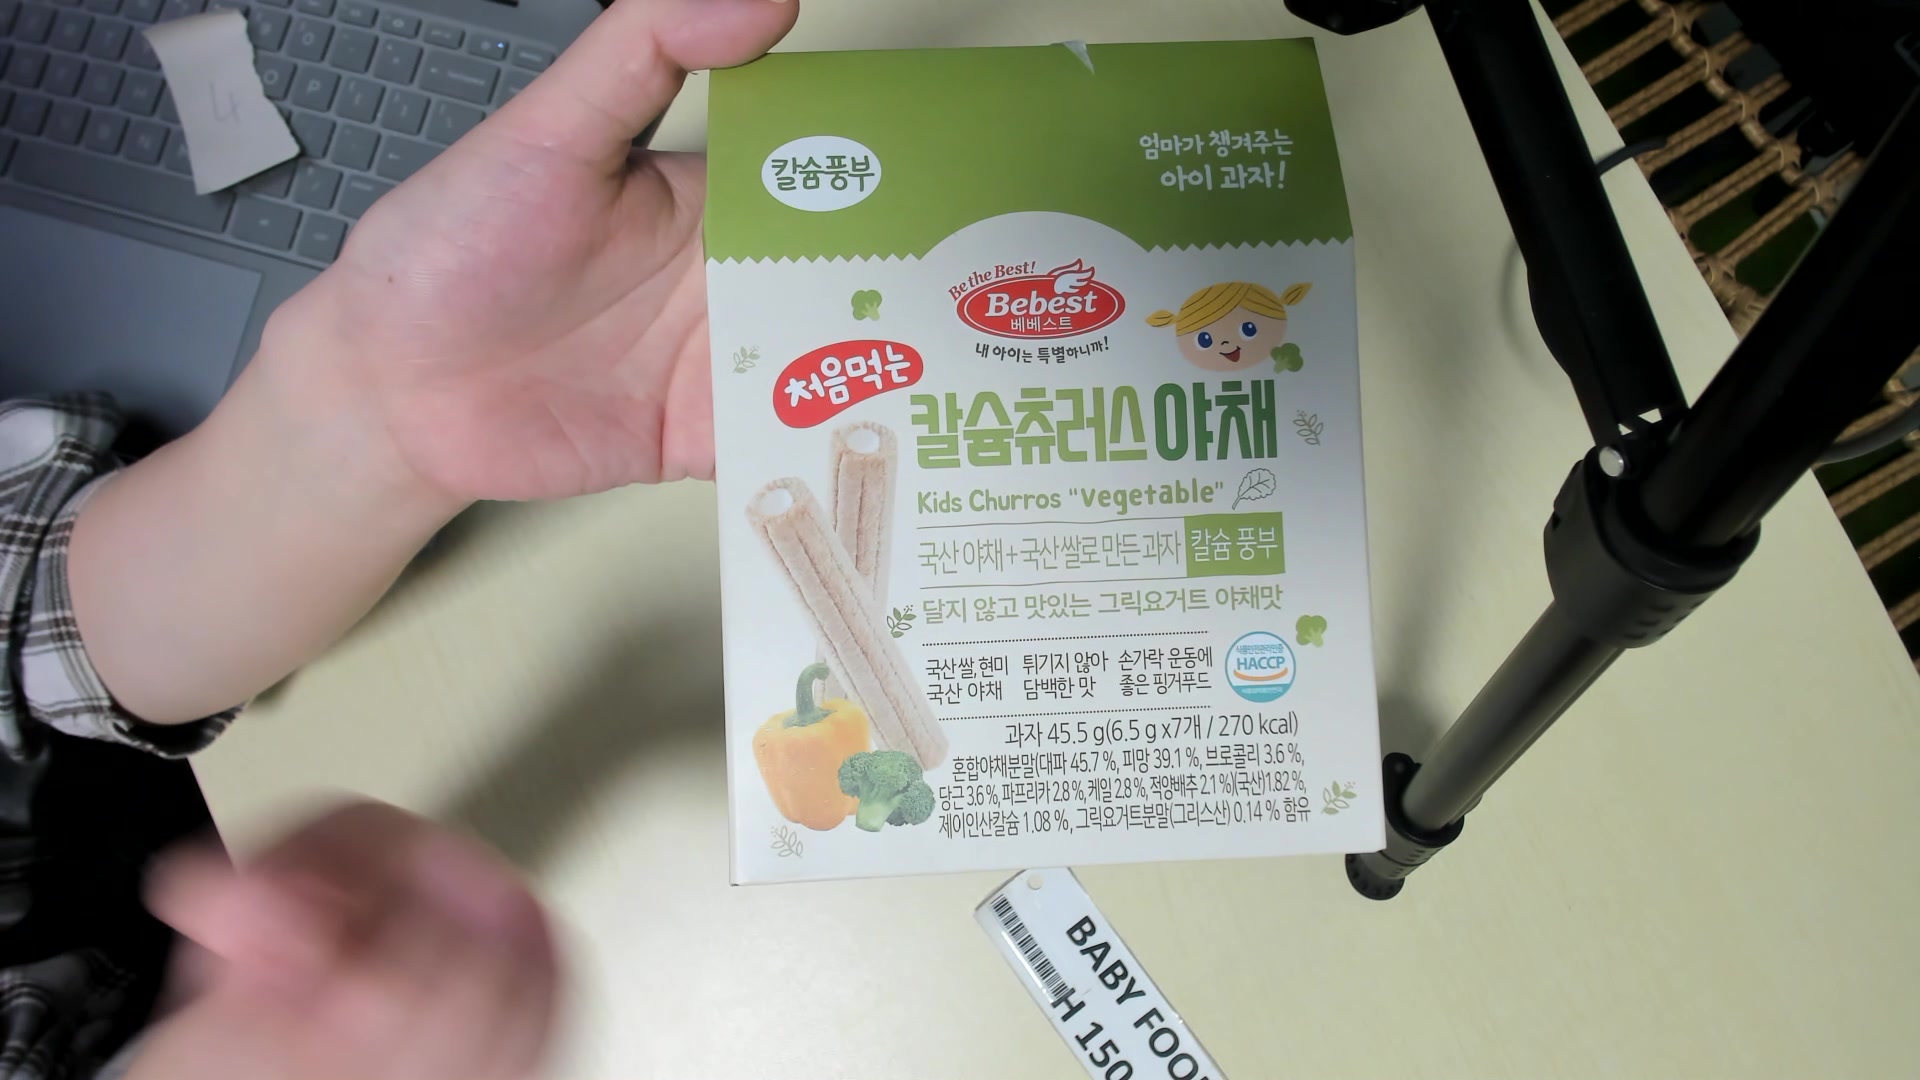 4
칼슘풍부
엄마가 챙겨주는
아이 과자!
Be the Best!
Bebest
베베스트
내 아이는 특별하니까!
처음먹는
칼슘츄러스야채
Kids Churros "vegetable"
국산 야채+국산 쌀로 만든 과자 칼슘 풍부
달지 않고 맛있는 그릭요거트 야채맛
국산 쌀, 현미 튀기지 않아 손가락 운동에
국산 야채 담백한 맛 좋은 핑거푸드
HACCP
과자 45.5 g(6.5 g x7개 / 270 kcal)
혼합야채분말(대파 45.7 %, 피망 39.1 %, 브로콜리 3.6 %,
당근 3.6 %, 파프리카 2.8 %, 케일 2.8 %, 적양배추 2.1 %)(국산)1.82 %,
제이인산칼슘 1.08 %, 그릭요거트분말(그리스산) 0.14 % 함유
BABY FOO
H 150